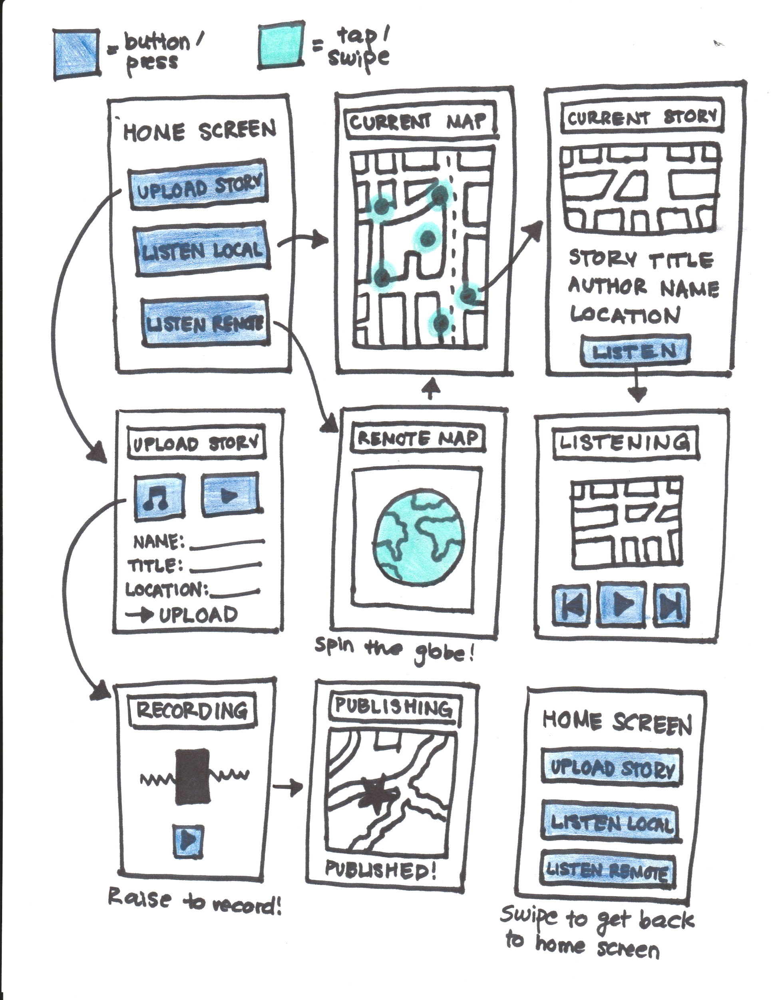 = button /
press
= tap /
swipe
HOME SCREEN
UPLOAD STORY
LISTEN LOCAL
LISTEN REMOTE
CURRENT MAP
CURRENT STORY
STORY TITLE
AUTHOR NAME
LOCATION
LISTEN
UPLOAD STORY
NAME:
TITLE:
LOCATION:
→ UPLOAD
REMOTE MAP
spin the globe!
LISTENING
RECORDING
Raise to record!
PUBLISHING
PUBLISHED!
HOME SCREEN
UPLOAD STORY
LISTEN LOCAL
LISTEN REMOTE
Swipe to get back
to home screen